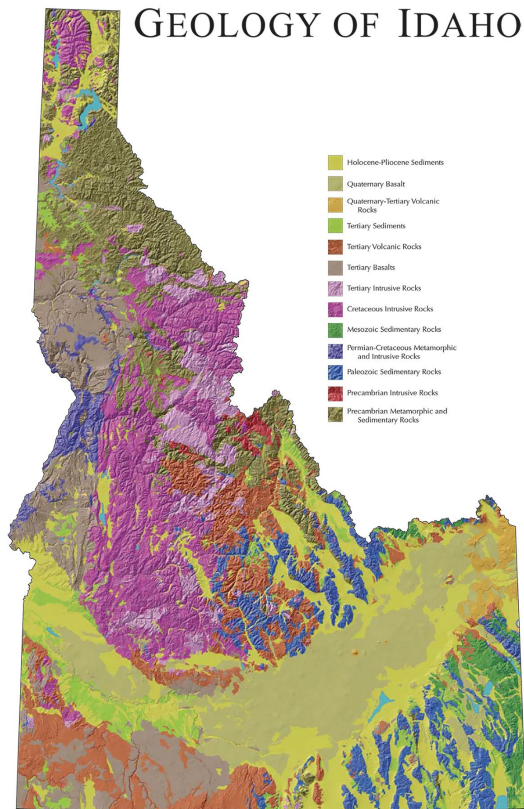 GEOLOGY OF IDAHO
Holocene-Pliocene Sediments
Quaternary Basalt
Quaternary-Tertiary Volcanic
Rocks
Tertiary Sediments
Tertiary Volcanic Rocks
Tertiary Basalts
Tertiary Intrusive Rocks
Cretaceous Intrusive Rocks
Mesozoic Sedimentary Rocks
Permian-Cretaceous Metamorphic
and Intrusive Rocks
Paleozoic Sedimentary Rocks
Precambrian Intrusive Rocks
Precambrian Metamorphic and
Sedimentary Rocks